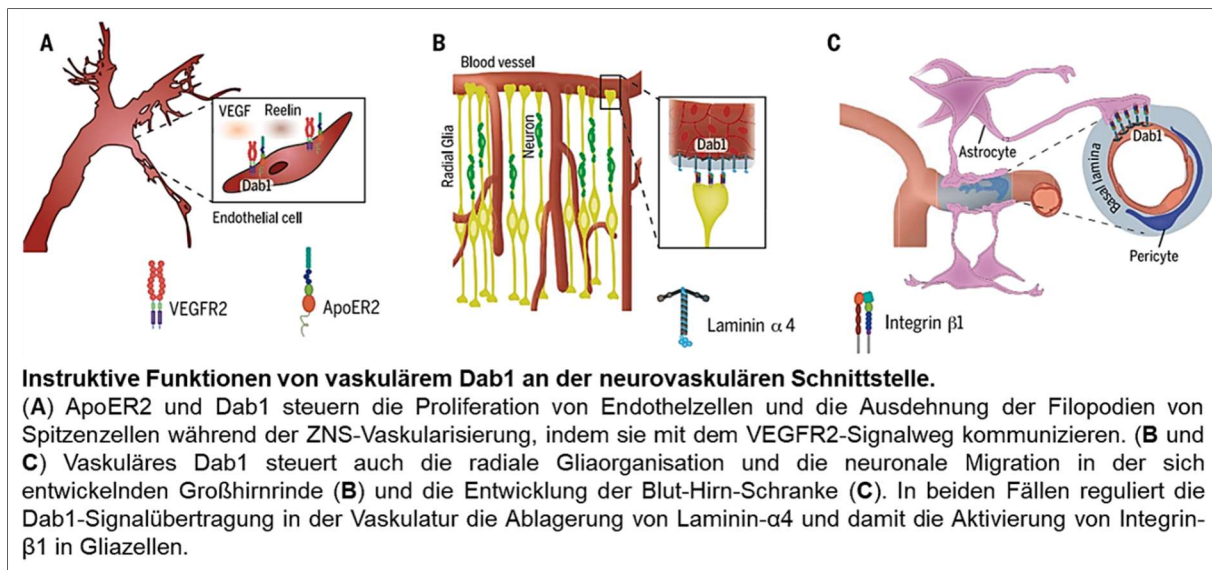 A
VEGF
Reelin
Dab1
Endothelial cell
VEGFR2
ApoER2
B
Blood vessel
Radial Glia
Neuron
Dab1
Laminin α4
C
Astrocyte
Dab1
Basal lamina
Pericyte
Integrin β1
Instruktive Funktionen von vaskulärem Dab1 an der neurovaskulären Schnittstelle.
(A) ApoER2 und Dab1 steuern die Proliferation von Endothelzellen und die Ausdehnung der Filopodien von
Spitzenzellen während der ZNS-Vaskularisierung, indem sie mit dem VEGFR2-Signalweg kommunizieren. (B und
C) Vaskuläres Dab1 steuert auch die radiale Gliaorganisation und die neuronale Migration in der sich
entwickelnden Großhirnrinde (B) und die Entwicklung der Blut-Hirn-Schranke (C). In beiden Fällen reguliert die
Dab1-Signalübertragung in der Vaskulatur die Ablagerung von Laminin-α4 und damit die Aktivierung von Integrin-
β1 in Gliazellen.